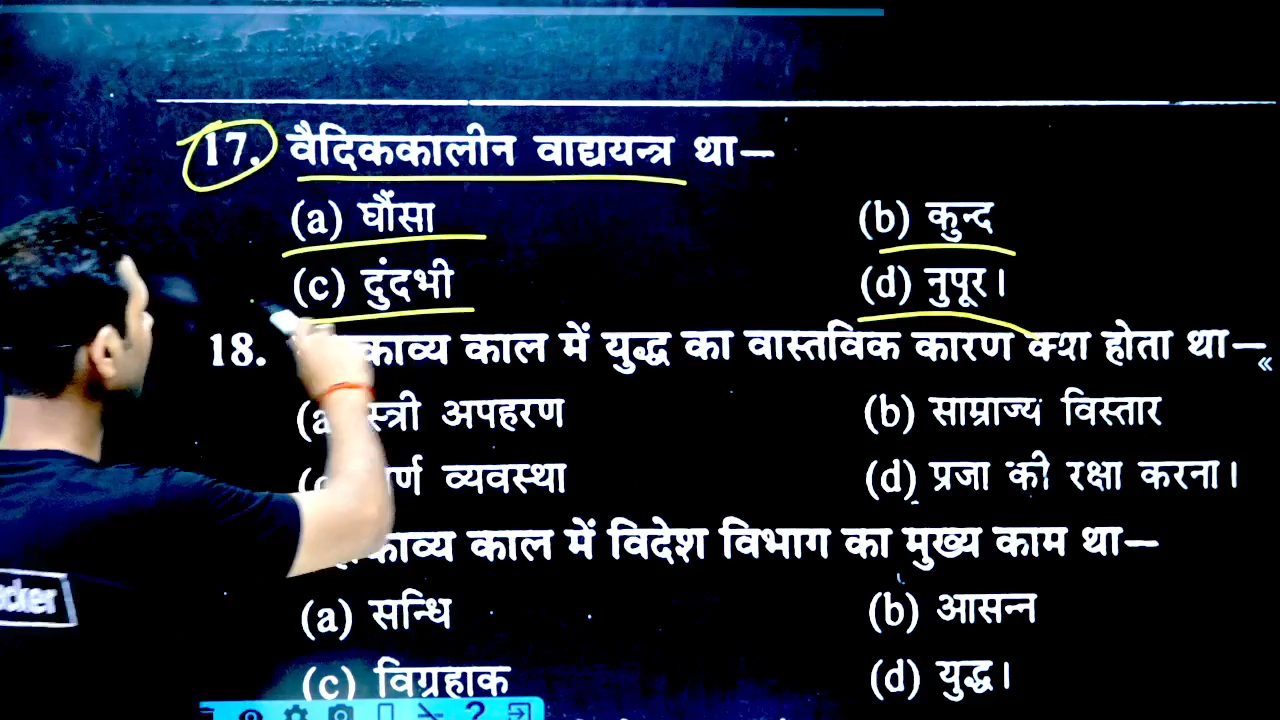 17. वैदिककालीन वाद्ययन्त्र था—
(a) घौंसा (b) कुन्द
(c) दुंदभी (d) नुपूर।
18. काव्य काल में युद्ध का वास्तविक कारण क्या होता था—
(a स्त्री अपहरण (b) साम्राज्य विस्तार
व्यवस्था (d) प्रजा की रक्षा करना।
काव्य काल में विदेश विभाग का मुख्य काम था—
(a) सन्धि (b) आसन्न
(c) विग्रहाक (d) युद्ध।